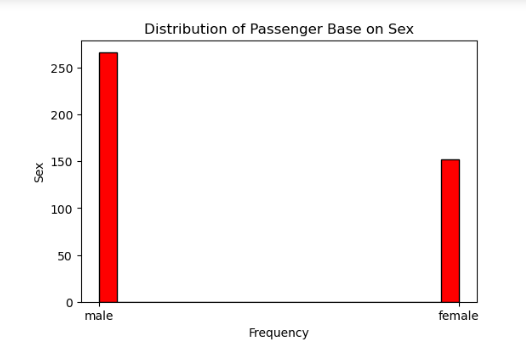 Distribution of Passenger Base on Sex
250
200
150
100
50
0
Sex
male
female
Frequency